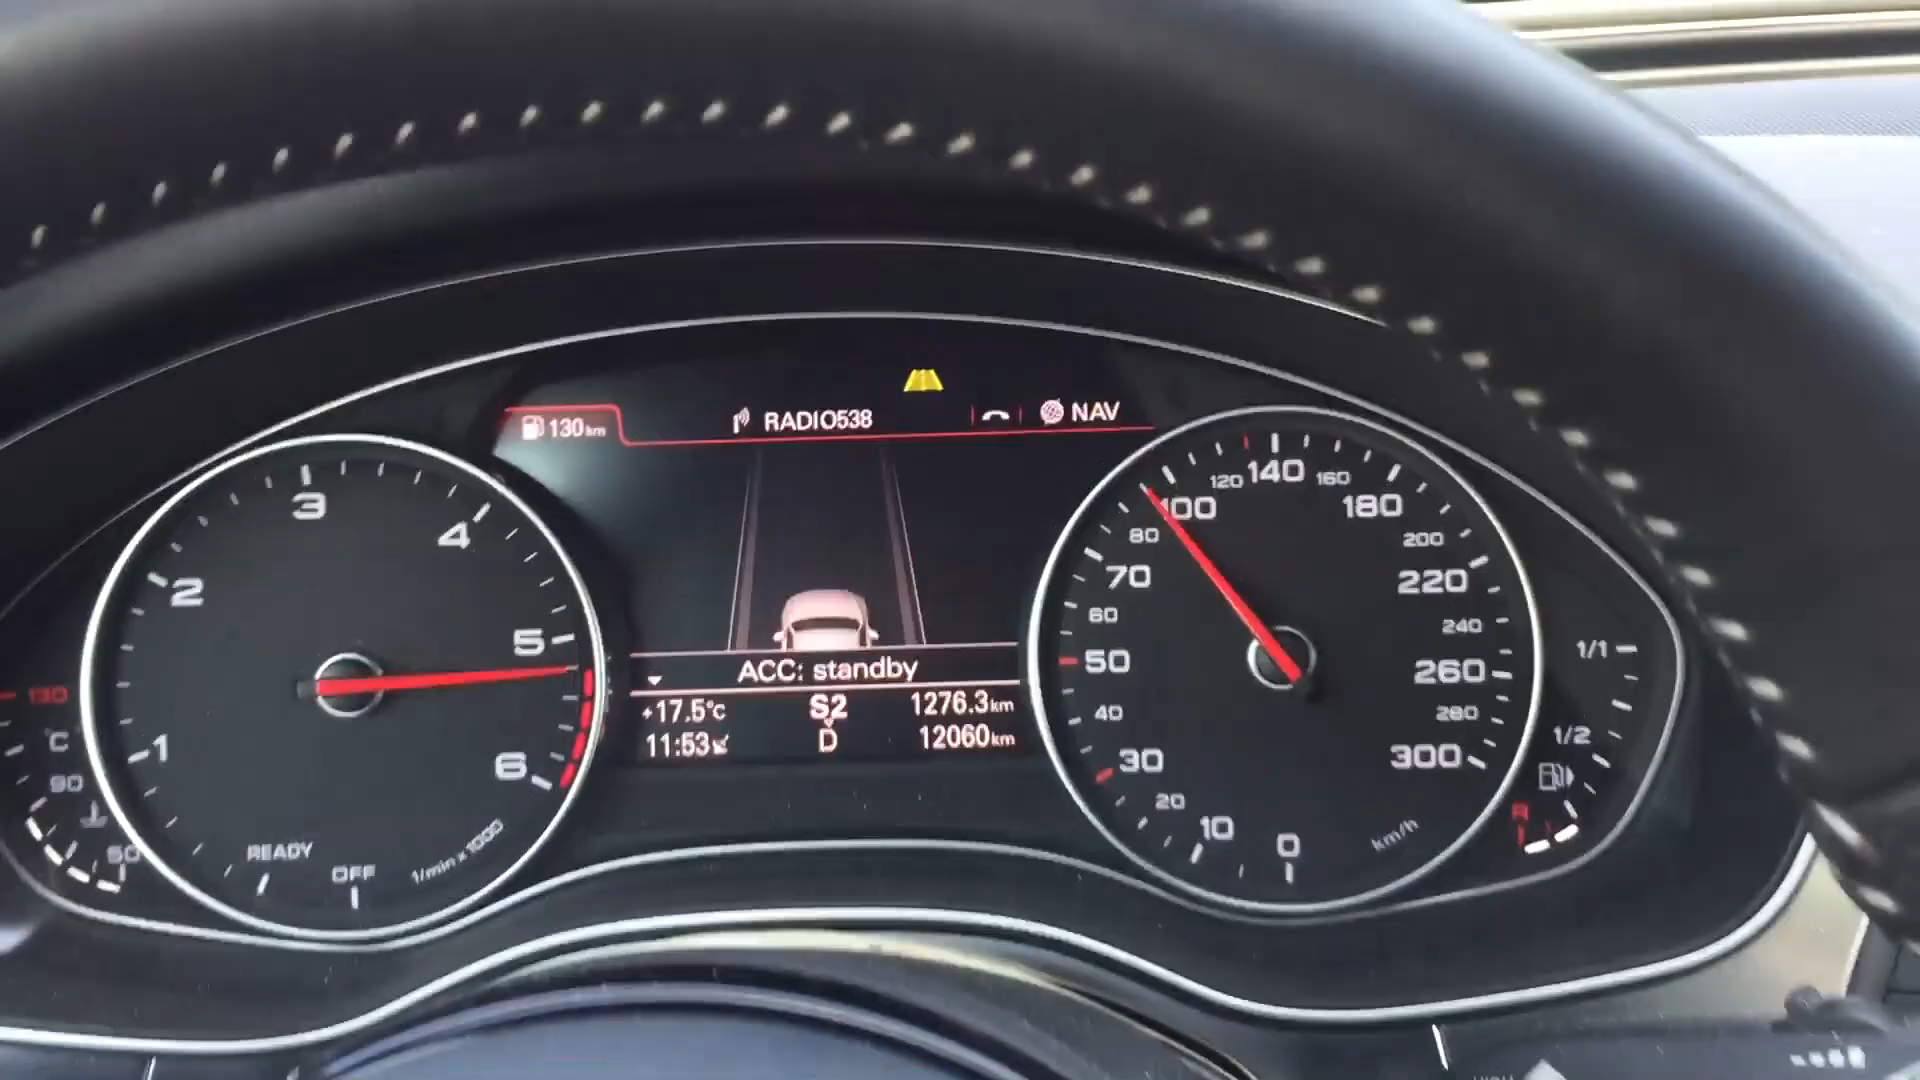 130km
RADIO538
NAV
ACC: standby
+17.5°C
S2
1276.3km
11:53
D
12060km
1
2
3
4
5
6
READY
OFF
1/min x 1000
130
°C
90
50
0
10
20
30
40
50
60
70
80
100
120
140
160
180
200
220
240
260
280
300
km/h
1/1
1/2
R